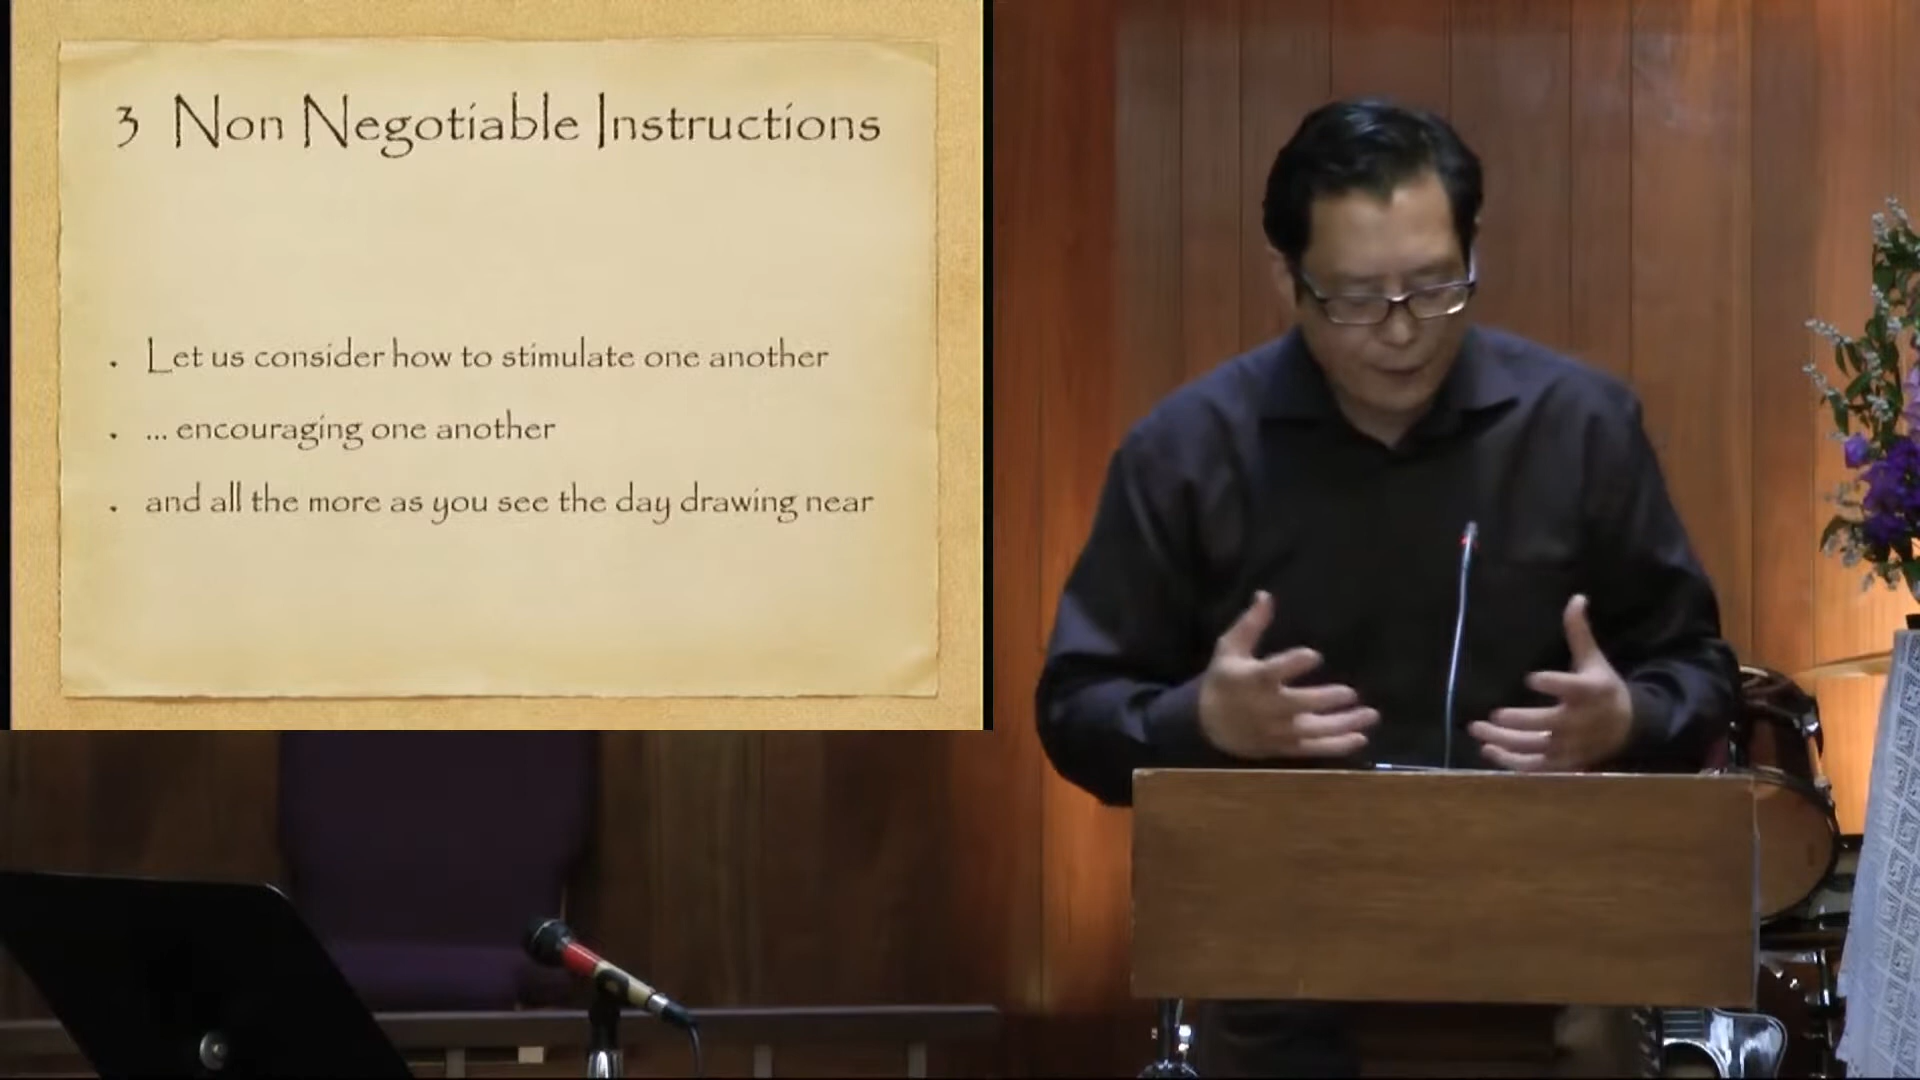 3 Non Negotiable Instructions
. Let us consider how to stimulate one another
. ... encouraging one another
. and all the more as you see the day drawing near